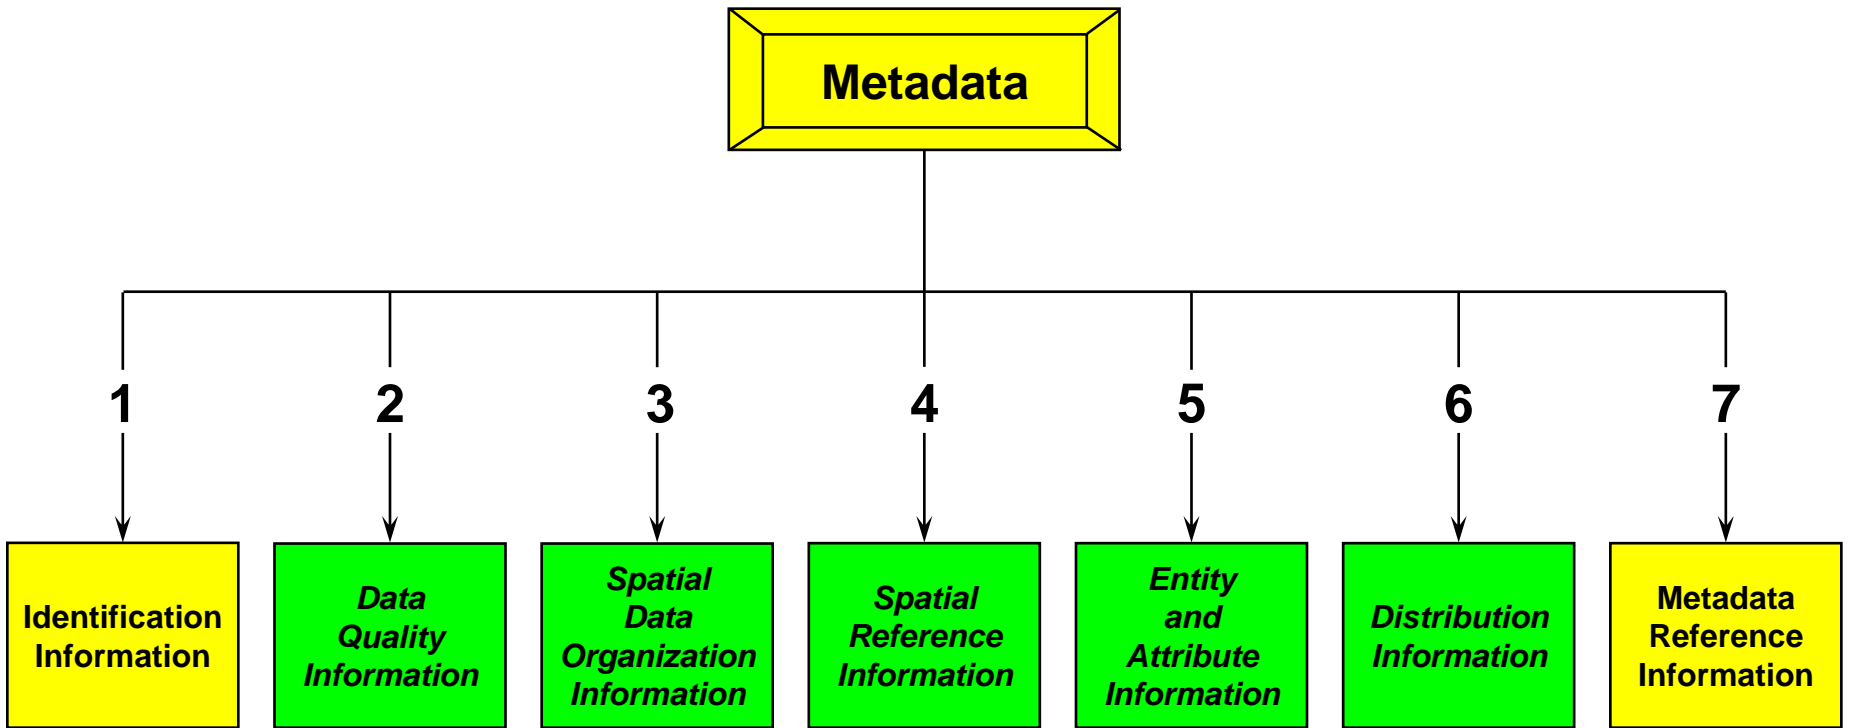 Metadata
1
2
3
4
5
6
7
Identification
Information
Data
Quality
Information
Spatial
Data
Organization
Information
Spatial
Reference
Information
Entity
and
Attribute
Information
Distribution
Information
Metadata
Reference
Information